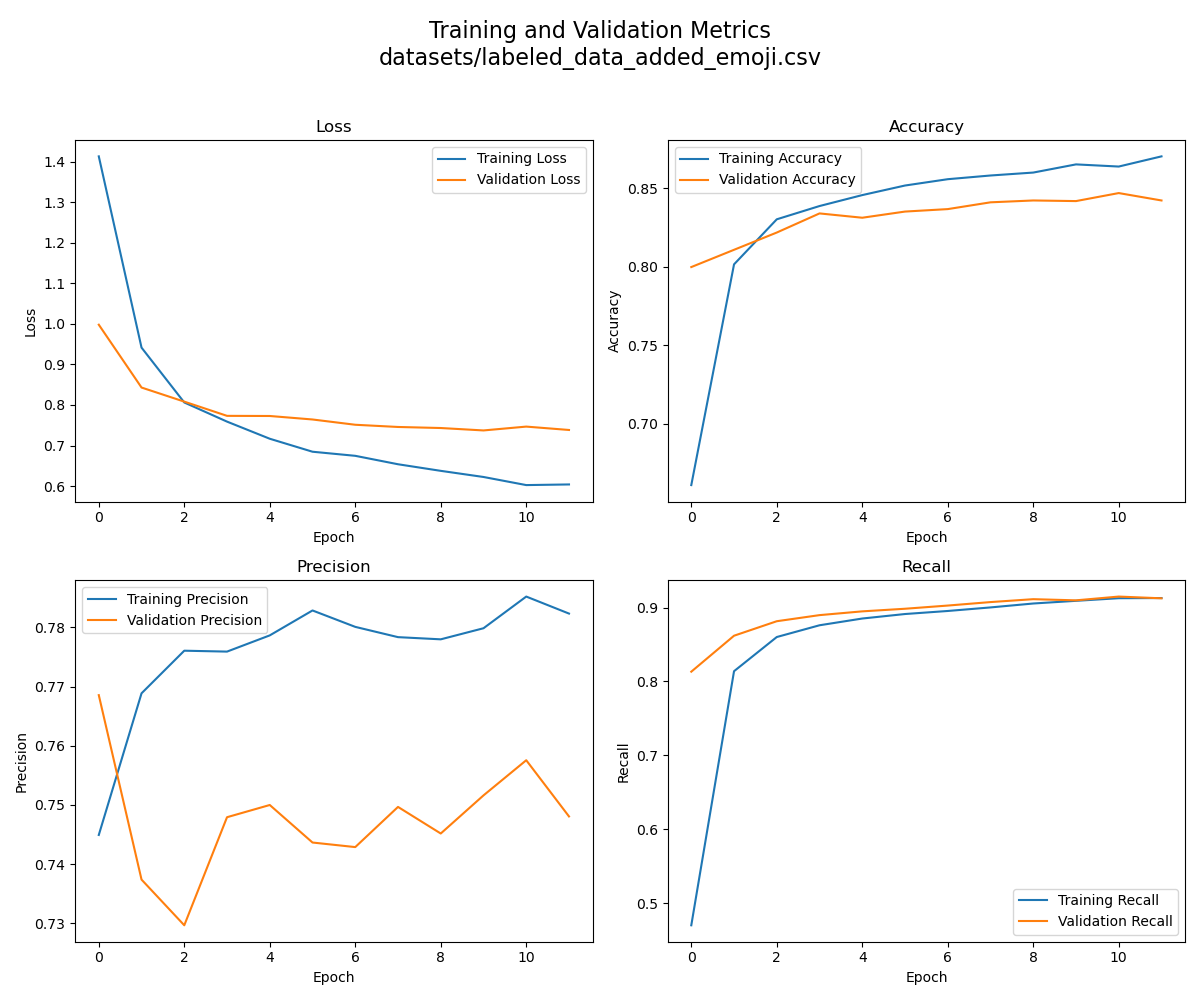 Training and Validation Metrics
datasets/labeled_data_added_emoji.csv
Loss
Training Loss
Validation Loss
1.4
1.3
1.2
1.1
1.0
0.9
0.8
0.7
0.6
Loss
0 2 4 6 8 10
Epoch
Accuracy
Training Accuracy
Validation Accuracy
0.85
0.80
0.75
0.70
Accuracy
0 2 4 6 8 10
Epoch
Precision
Training Precision
Validation Precision
0.78
0.77
0.76
0.75
0.74
0.73
Precision
0 2 4 6 8 10
Epoch
Recall
0.9
0.8
0.7
0.6
0.5
Recall
Training Recall
Validation Recall
0 2 4 6 8 10
Epoch